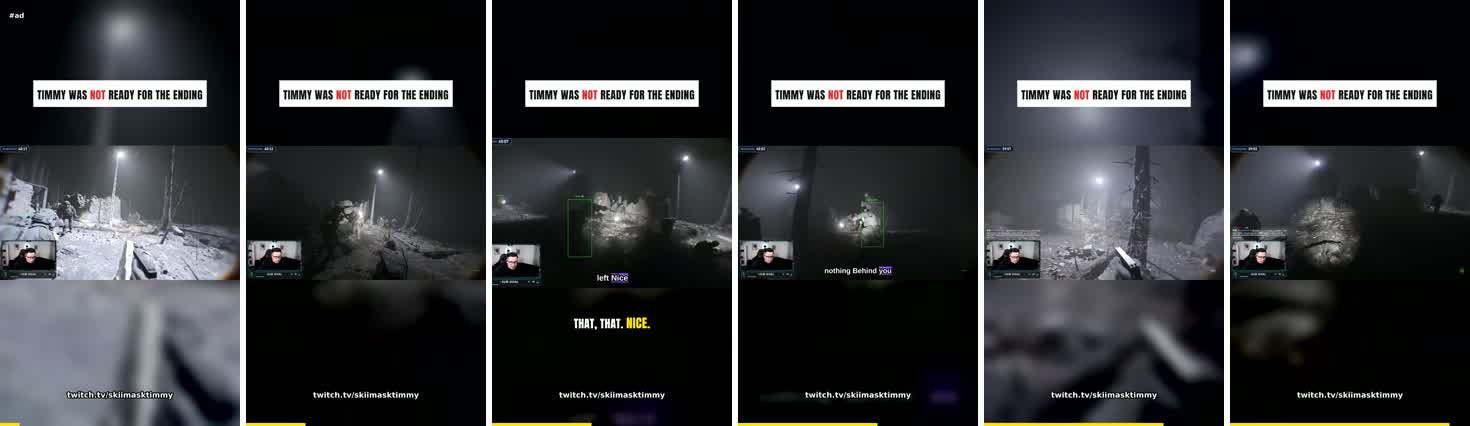 #ad
TIMMY WAS NOT READY FOR THE ENDING
twitch.tv/skiimasktimmy
TIMMY WAS NOT READY FOR THE ENDING
twitch.tv/skiimasktimmy
TIMMY WAS NOT READY FOR THE ENDING
left Nice
THAT, THAT. NICE.
twitch.tv/skiimasktimmy
TIMMY WAS NOT READY FOR THE ENDING
nothing Behind you
twitch.tv/skiimasktimmy
TIMMY WAS NOT READY FOR THE ENDING
twitch.tv/skiimasktimmy
TIMMY WAS NOT READY FOR THE ENDING
twitch.tv/skiimasktimmy